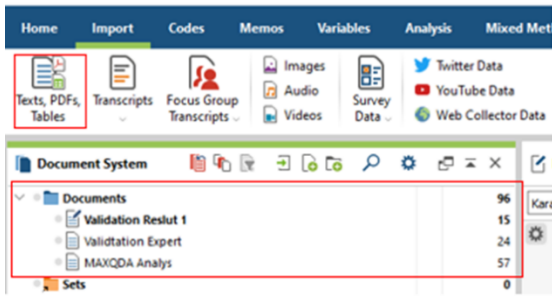 Home Import Codes Memos Variables Analysis Mixed Met
Texts, PDFs, Tables
Transcripts
Focus Group Transcripts
Images
Audio
Videos
Survey Data
Twitter Data
YouTube Data
Web Collector Data
Document System
Documents 96
Validation Reslut 1 15
Validtation Expert 24
MAXQDA Analys 57
Sets 0
Kara